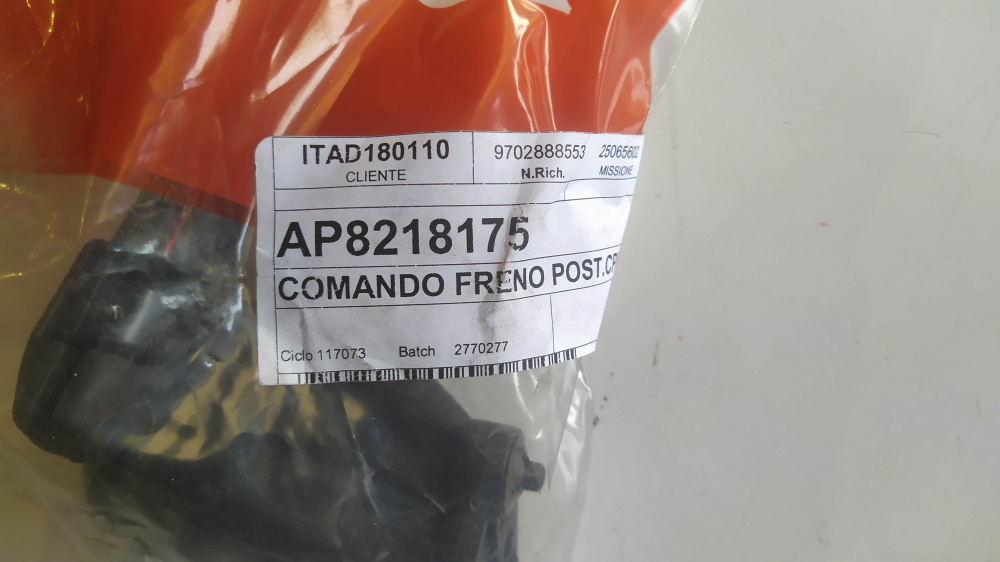 ITAD180110 9702888553 25065602
CLIENTE N.Rich. MISSIONE
AP8218175
COMANDO FRENO POST.
Ciclo 117073 Batch 2770277